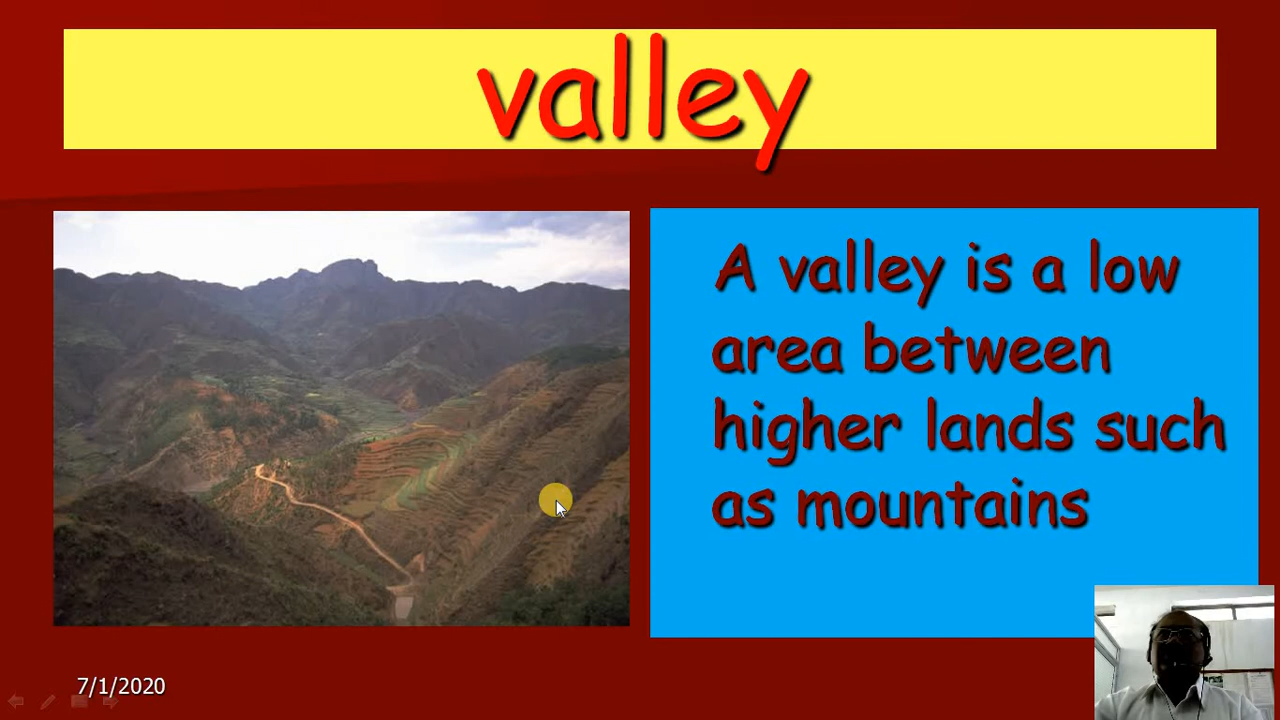 valley
A valley is a low
area between
higher lands such
as mountains
7/1/2020